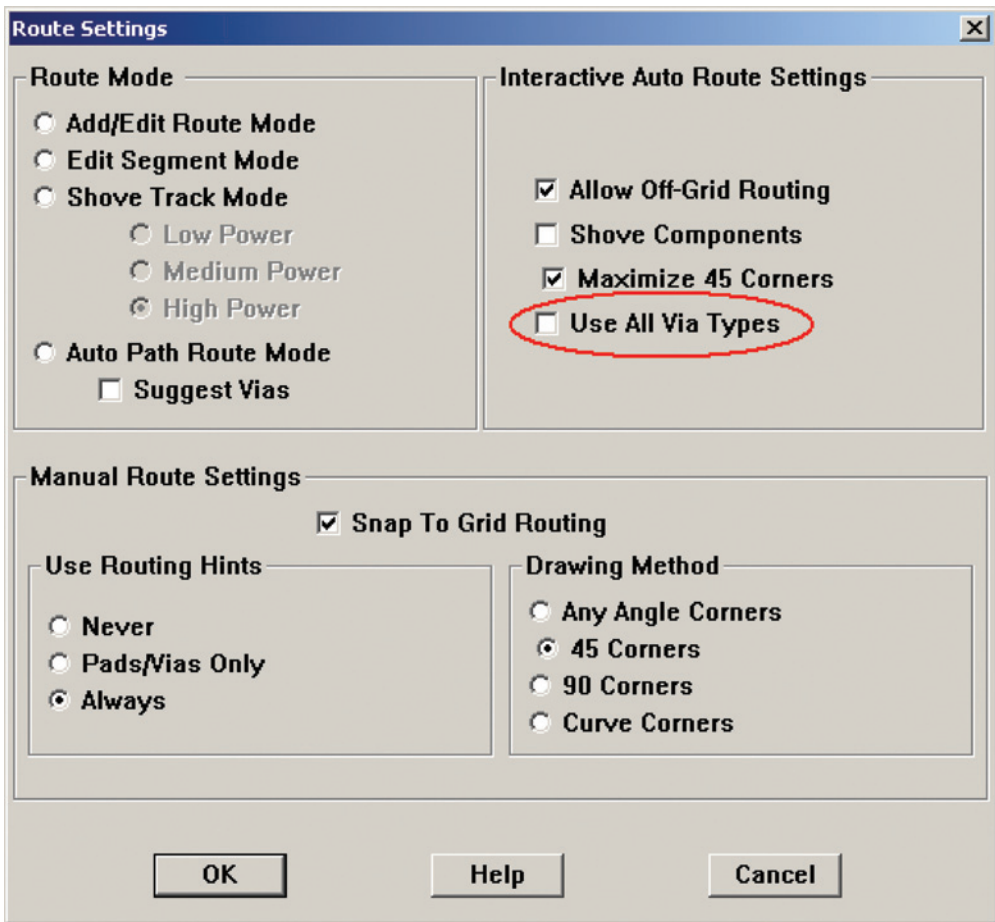 Route Settings
Route Mode
Add/Edit Route Mode
Edit Segment Mode
Shove Track Mode
Low Power
Medium Power
High Power
Auto Path Route Mode
Suggest Vias
Interactive Auto Route Settings
Allow Off-Grid Routing
Shove Components
Maximize 45 Corners
Use All Via Types
Manual Route Settings
Snap To Grid Routing
Use Routing Hints
Never
Pads/Vias Only
Always
Drawing Method
Any Angle Corners
45 Corners
90 Corners
Curve Corners
OK
Help
Cancel